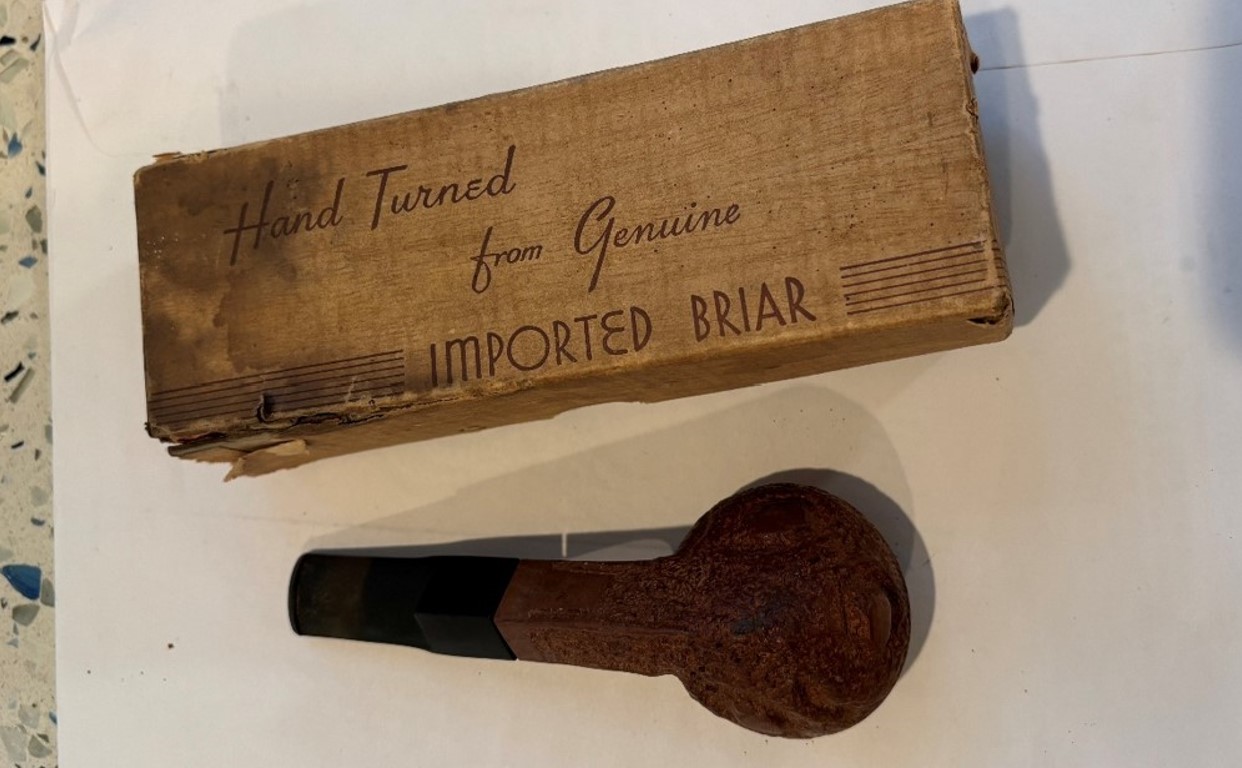 Hand Turned
from Genuine
IMPORTED BRIAR